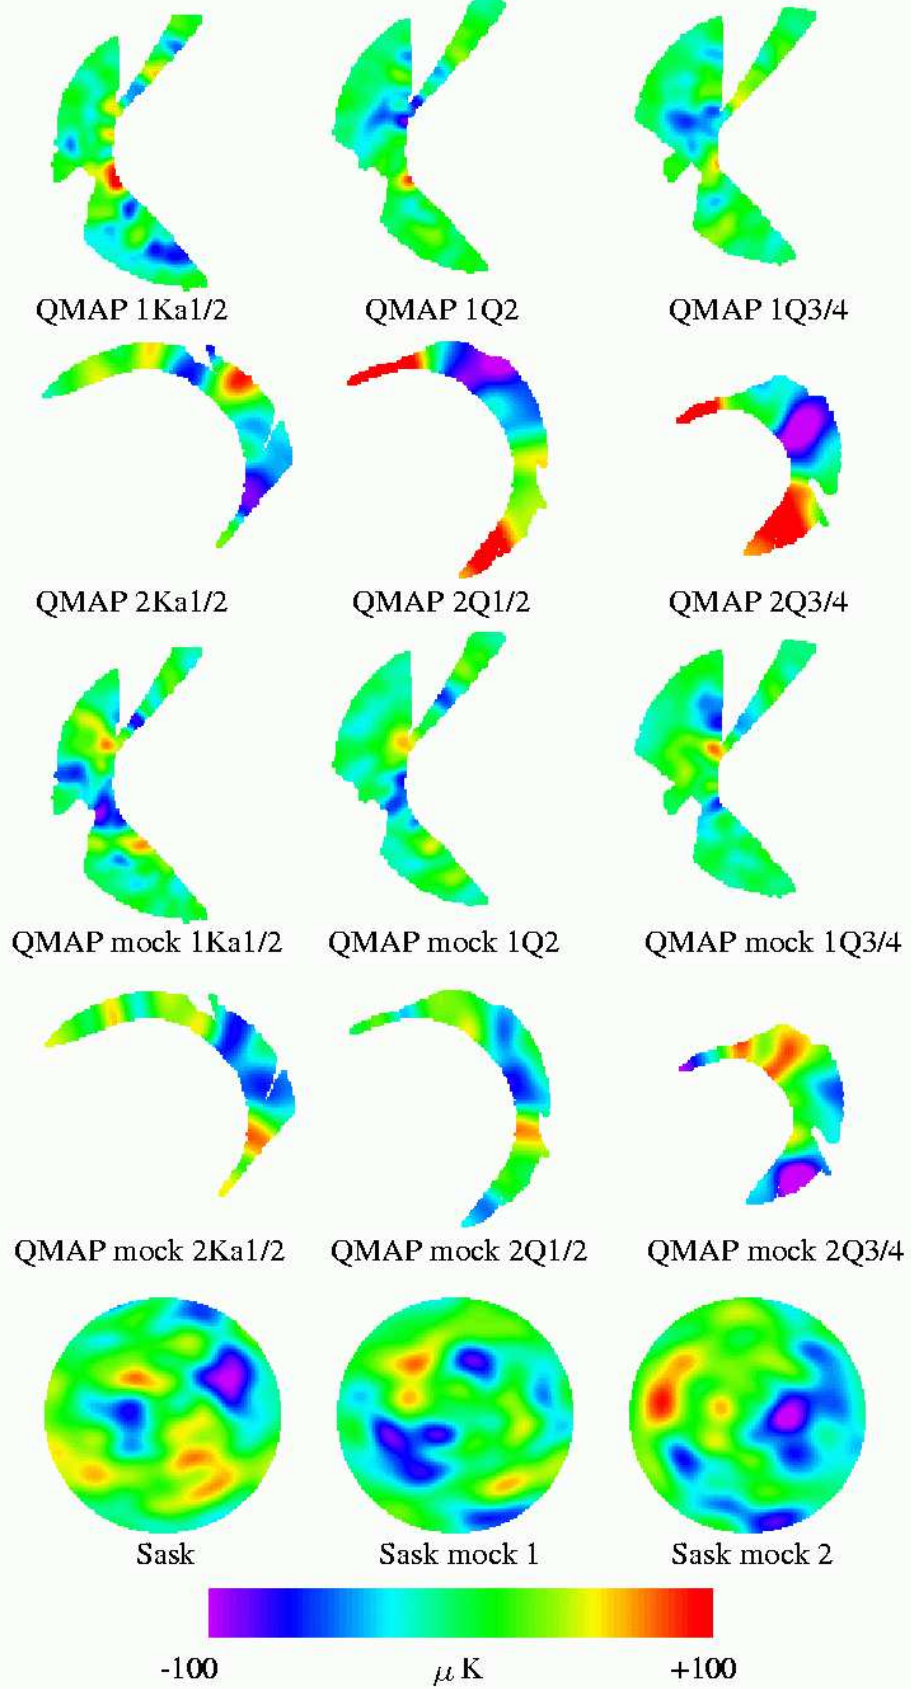 QMAP 1Ka1/2 QMAP 1Q2 QMAP 1Q3/4
QMAP 2Ka1/2 QMAP 2Q1/2 QMAP 2Q3/4
QMAP mock 1Ka1/2 QMAP mock 1Q2 QMAP mock 1Q3/4
QMAP mock 2Ka1/2 QMAP mock 2Q1/2 QMAP mock 2Q3/4
Sask Sask mock 1 Sask mock 2
-100 μ K +100